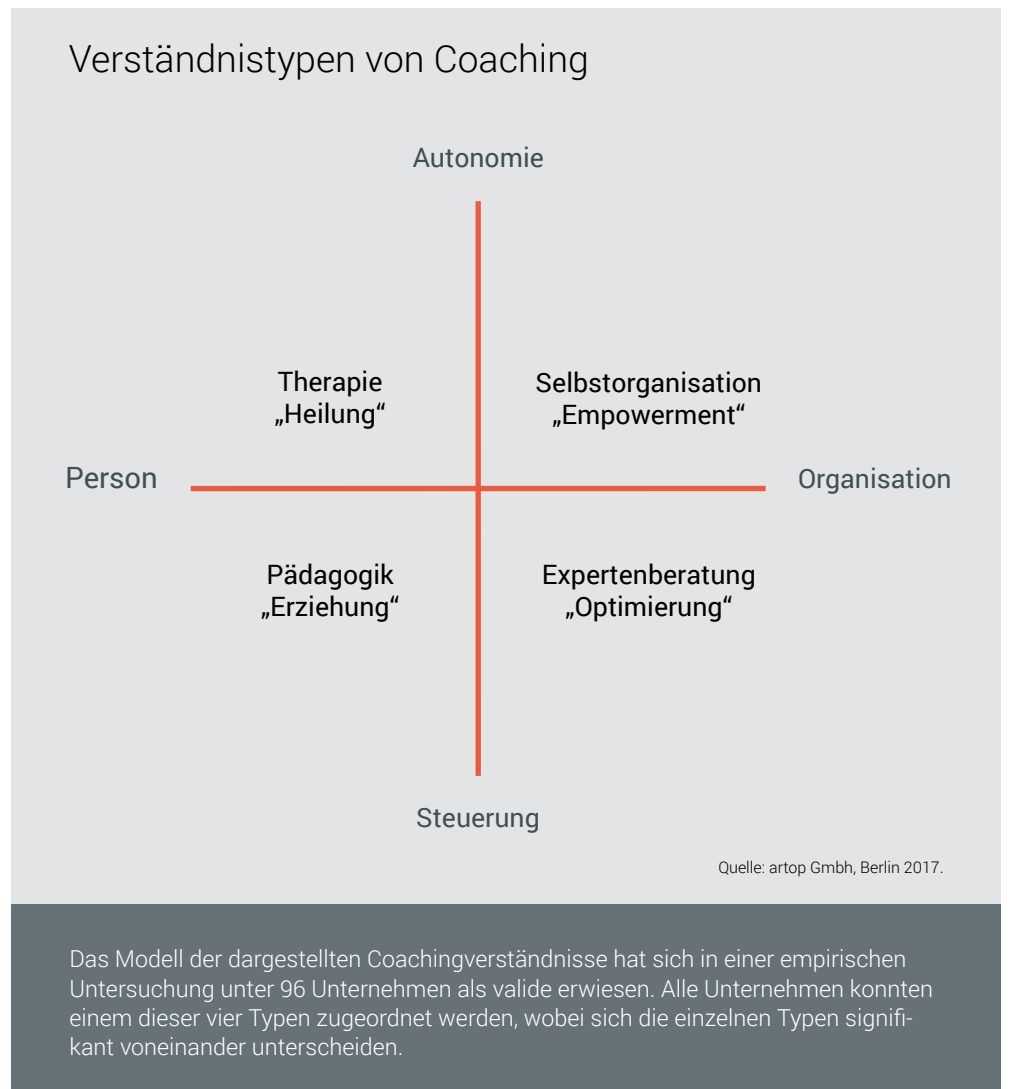 Verständnistypen von Coaching
Autonomie
Therapie
„Heilung“
Selbstorganisation
„Empowerment“
Person
Organisation
Pädagogik
„Erziehung“
Expertenberatung
„Optimierung“
Steuerung
Quelle: artop Gmbh, Berlin 2017.
Das Modell der dargestellten Coachingverständnisse hat sich in einer empirischen
Untersuchung unter 96 Unternehmen als valide erwiesen. Alle Unternehmen konnten
einem dieser vier Typen zugeordnet werden, wobei sich die einzelnen Typen signifi-
kant voneinander unterscheiden.